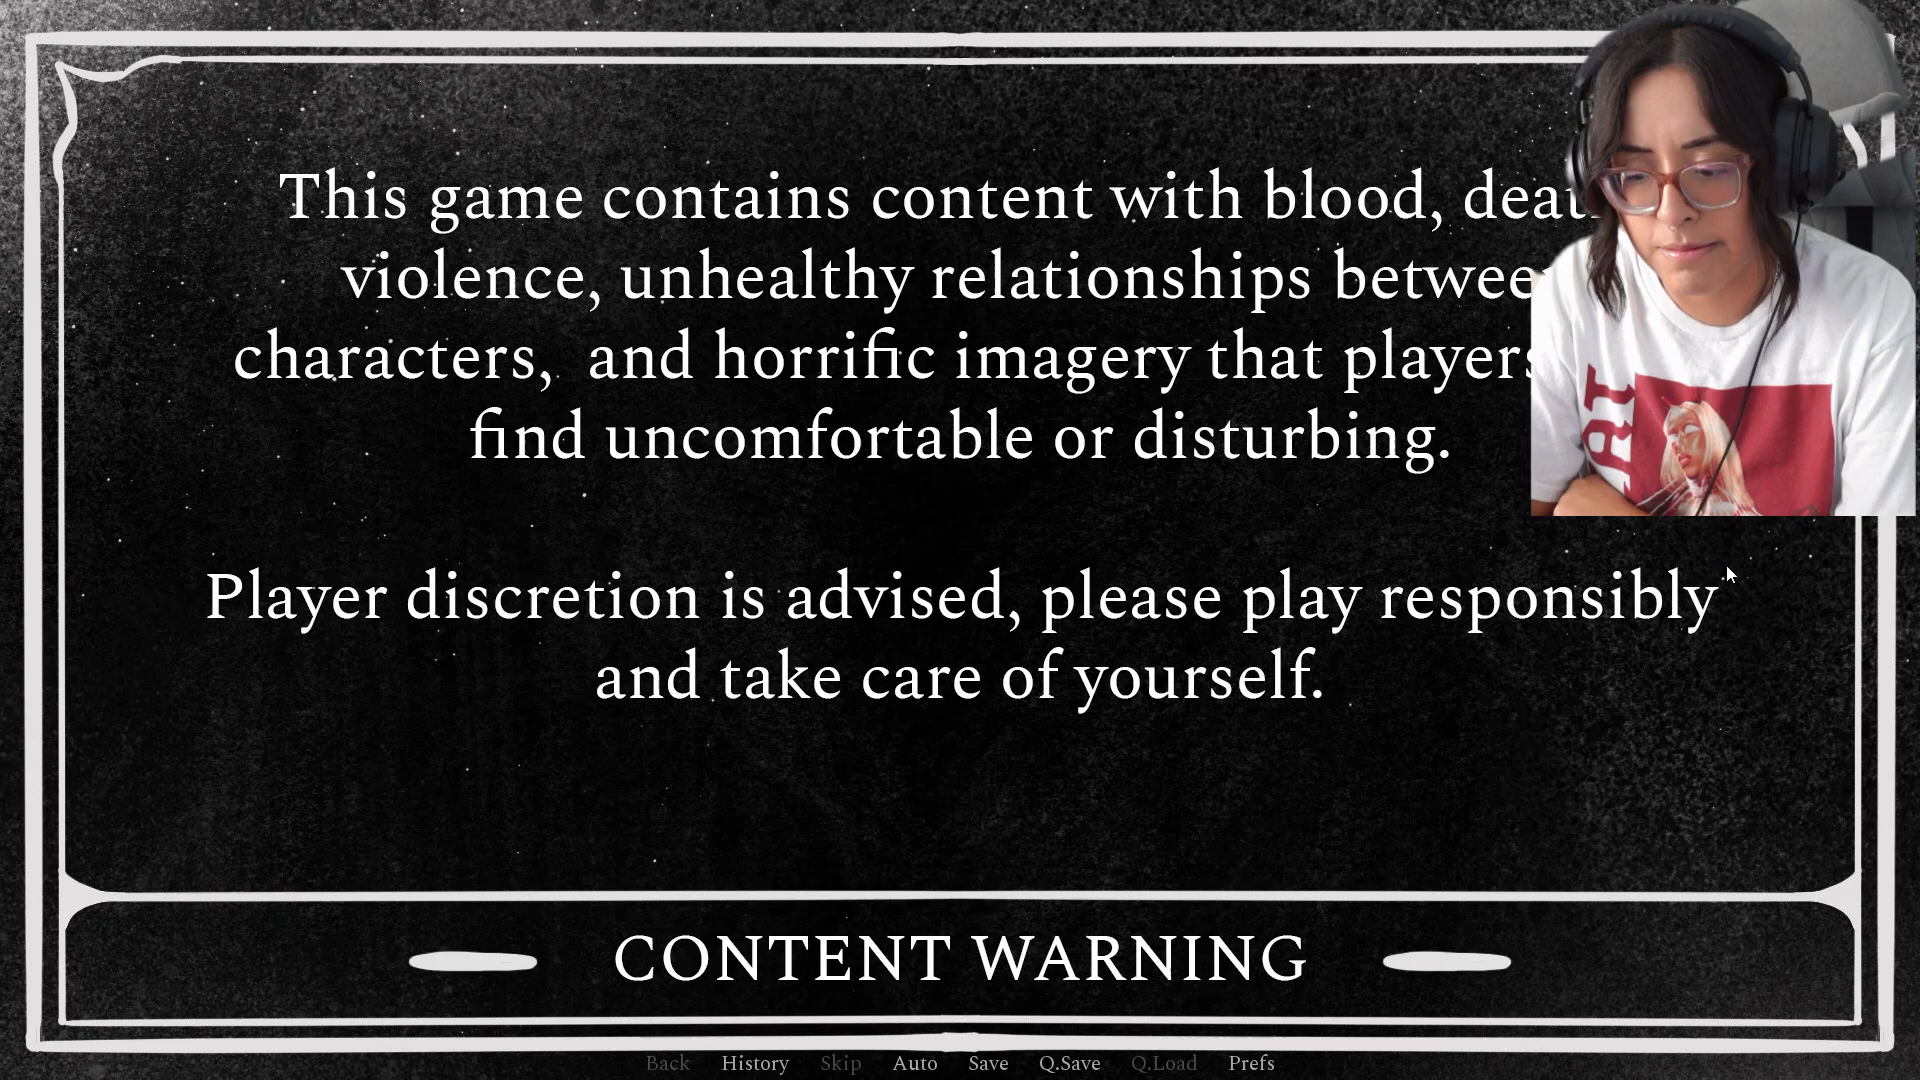 This game contains content with blood,
violence, unhealthy relationships
characters, and horrific imagery that players
find uncomfortable or disturbing.
Player discretion is advised, please play responsibly
and take care of yourself.
CONTENT WARNING
Back History Skip Auto Save Q.Save Q.Load Prefs